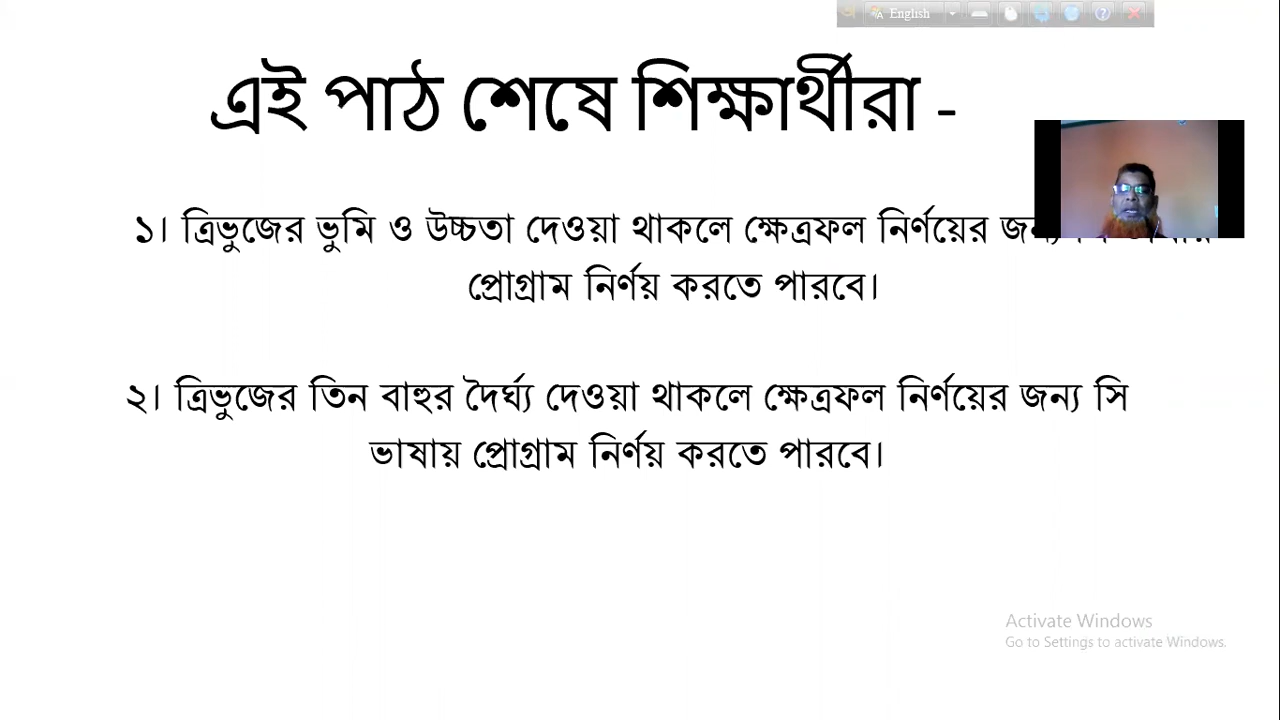 English
এই পাঠ শেষে শিক্ষার্থীরা -
১। ত্রিভুজের ভুমি ও উচ্চতা দেওয়া থাকলে ক্ষেত্রফল নির্ণয়ের জন্য
প্রোগ্রাম নির্ণয় করতে পারবে।
২। ত্রিভুজের তিন বাহুর দৈর্ঘ্য দেওয়া থাকলে ক্ষেত্রফল নির্ণয়ের জন্য সি
ভাষায় প্রোগ্রাম নির্ণয় করতে পারবে।
Activate Windows
Go to Settings to activate Windows.